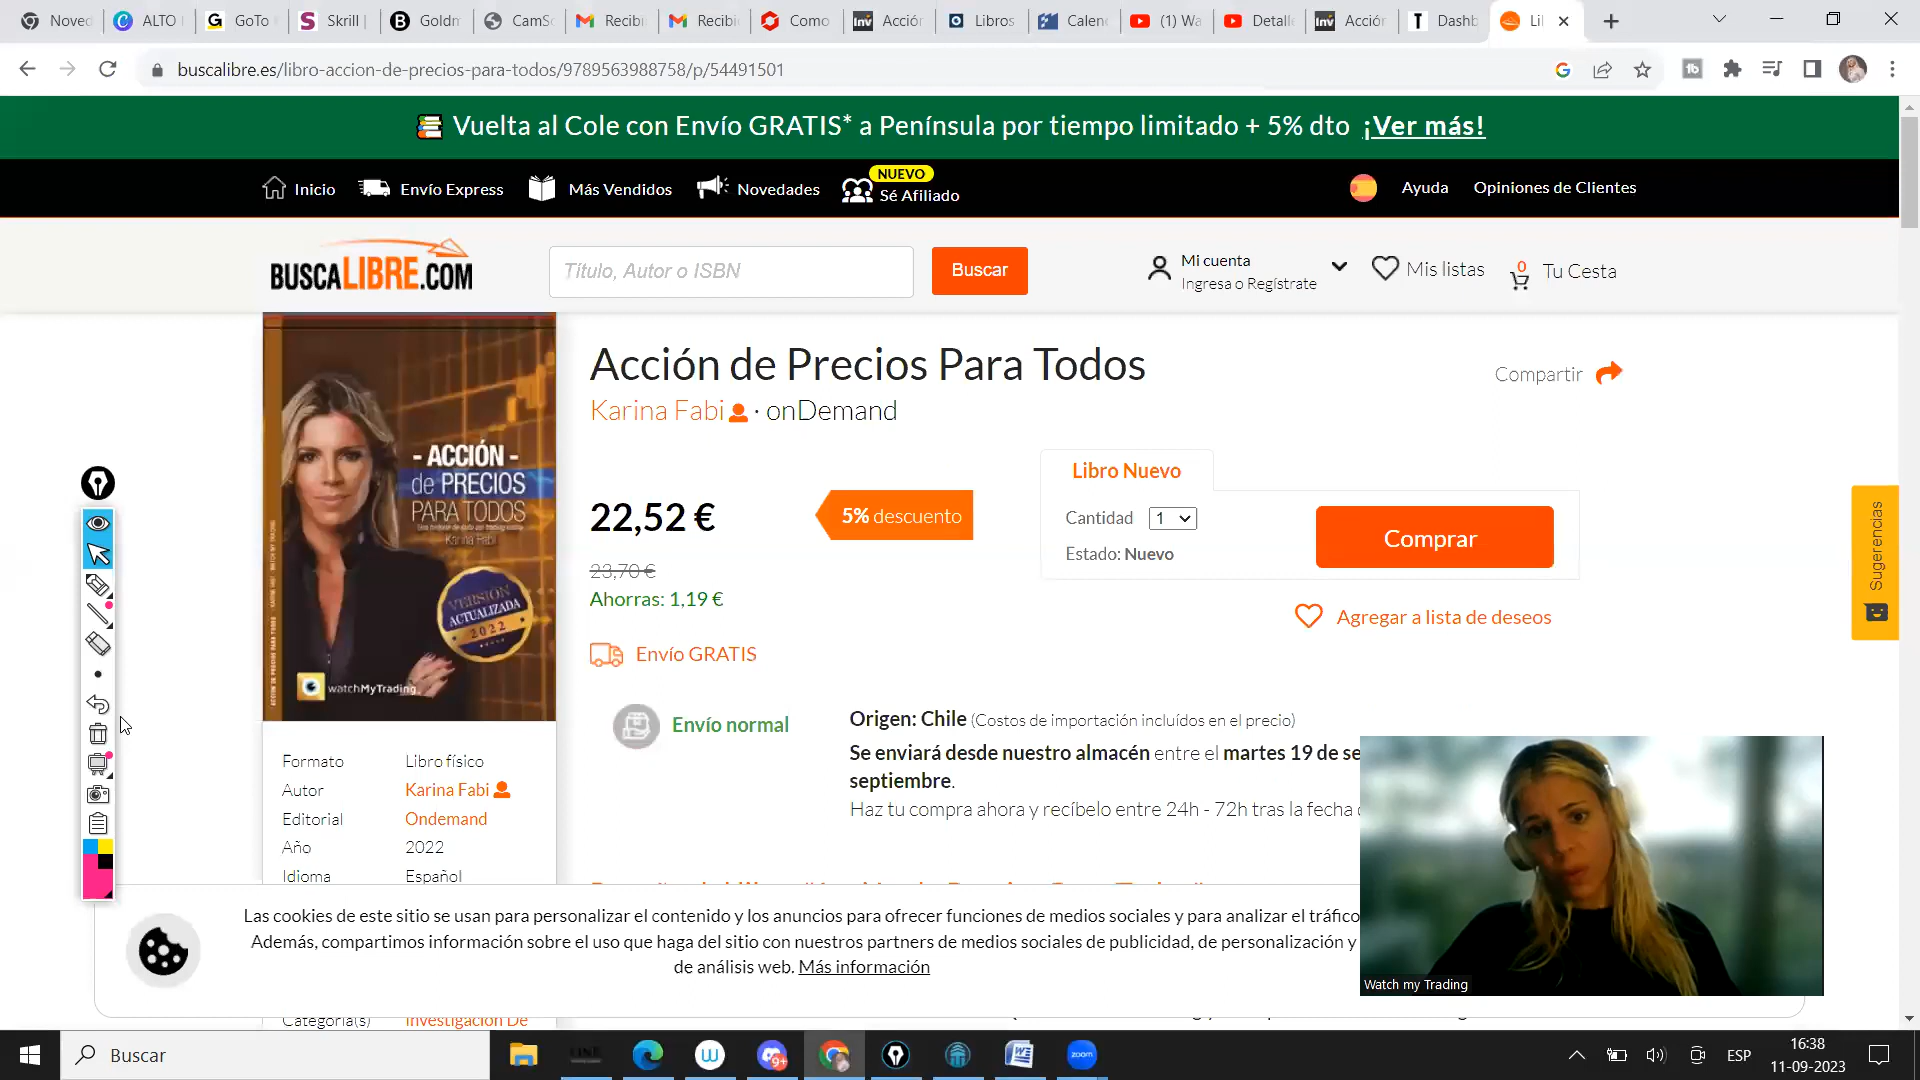 Noved
ALTO
GoTo
Skrill
Goldm
CamSc
Recibi
Recibi
Como
Acción
Libros
Calen
(1) Wa
Detall
Acción
Dashb
Lil
buscalibre.es/libro-accion-de-precios-para-todos/9789563988758/p/54491501
Vuelta al Cole con Envío GRATIS* a Península por tiempo limitado + 5% dto ¡Ver más!
Inicio
Envío Express
Más Vendidos
Novedades
NUEVO
Sé Afiliado
Ayuda
Opiniones de Clientes
BUSCALIBRE.COM
Título, Autor o ISBN
Buscar
Mi cuenta
Ingresa o Regístrate
Mis listas
0
Tu Cesta
- ACCIÓN -
de PRECIOS
PARA TODOS
Karina Fabi
VERSIÓN
ACTUALIZADA
2022
watchMyTrading
Acción de Precios Para Todos
Karina Fabi · onDemand
Compartir
22,52 €
5% descuento
23,70 €
Ahorras: 1,19 €
Envío GRATIS
Libro Nuevo
Cantidad 1
Estado: Nuevo
Comprar
Agregar a lista de deseos
Sugerencias
Envío normal
Origen: Chile (Costos de importación incluídos en el precio)
Se enviará desde nuestro almacén entre el martes 19 de se
septiembre.
Haz tu compra ahora y recíbelo entre 24h - 72h tras la fecha
Formato Libro físico
Autor Karina Fabi
Editorial Ondemand
Año 2022
Idioma Español
Las cookies de este sitio se usan para personalizar el contenido y los anuncios para ofrecer funciones de medios sociales y para analizar el tráfico
Además, compartimos información sobre el uso que haga del sitio con nuestros partners de medios sociales de publicidad, de personalización y
de análisis web. Más información
Categoría(s) Investigación De
Watch my Trading
Buscar
LINE
9+
zoom
ESP
16:38
11-09-2023